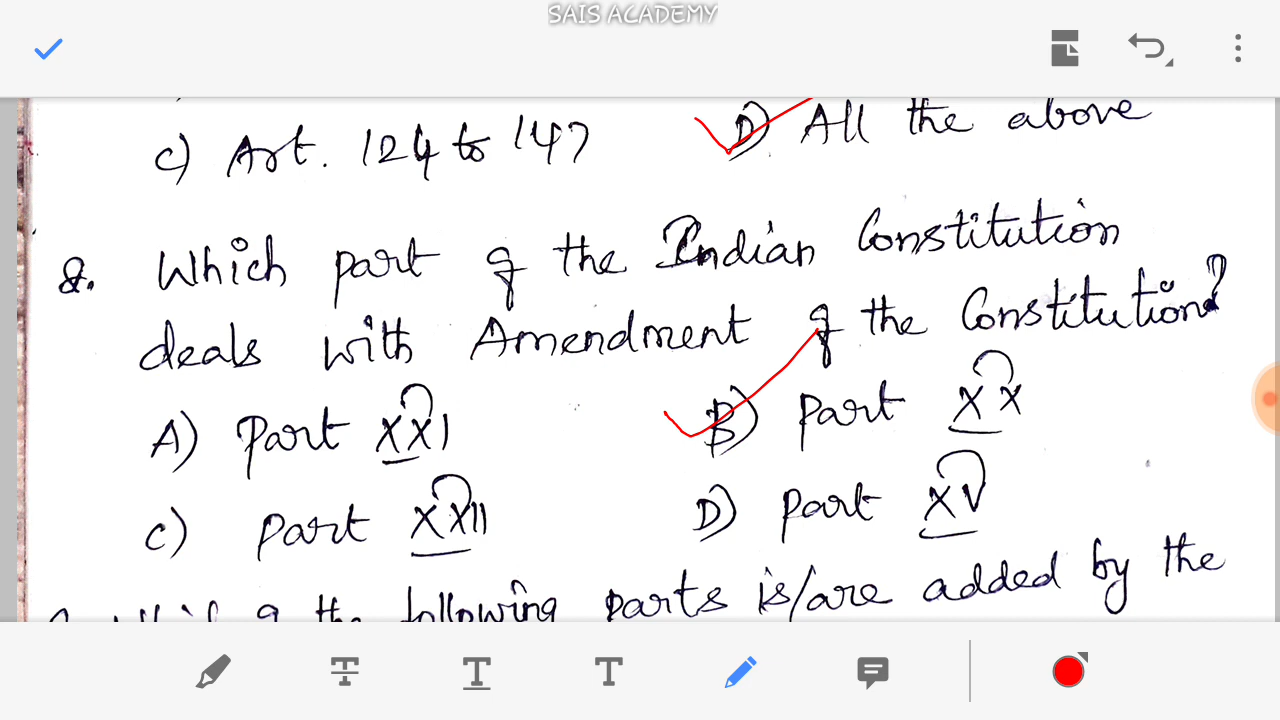 SAIS ACADEMY
C) Art. 124 to 147 D) All the above
8. Which part of the Indian Constitution
deals with Amendment of the Constitution?
A) Part XXI B) Part XX
C) Part XXII D) Part XV
the following parts is/are added by the